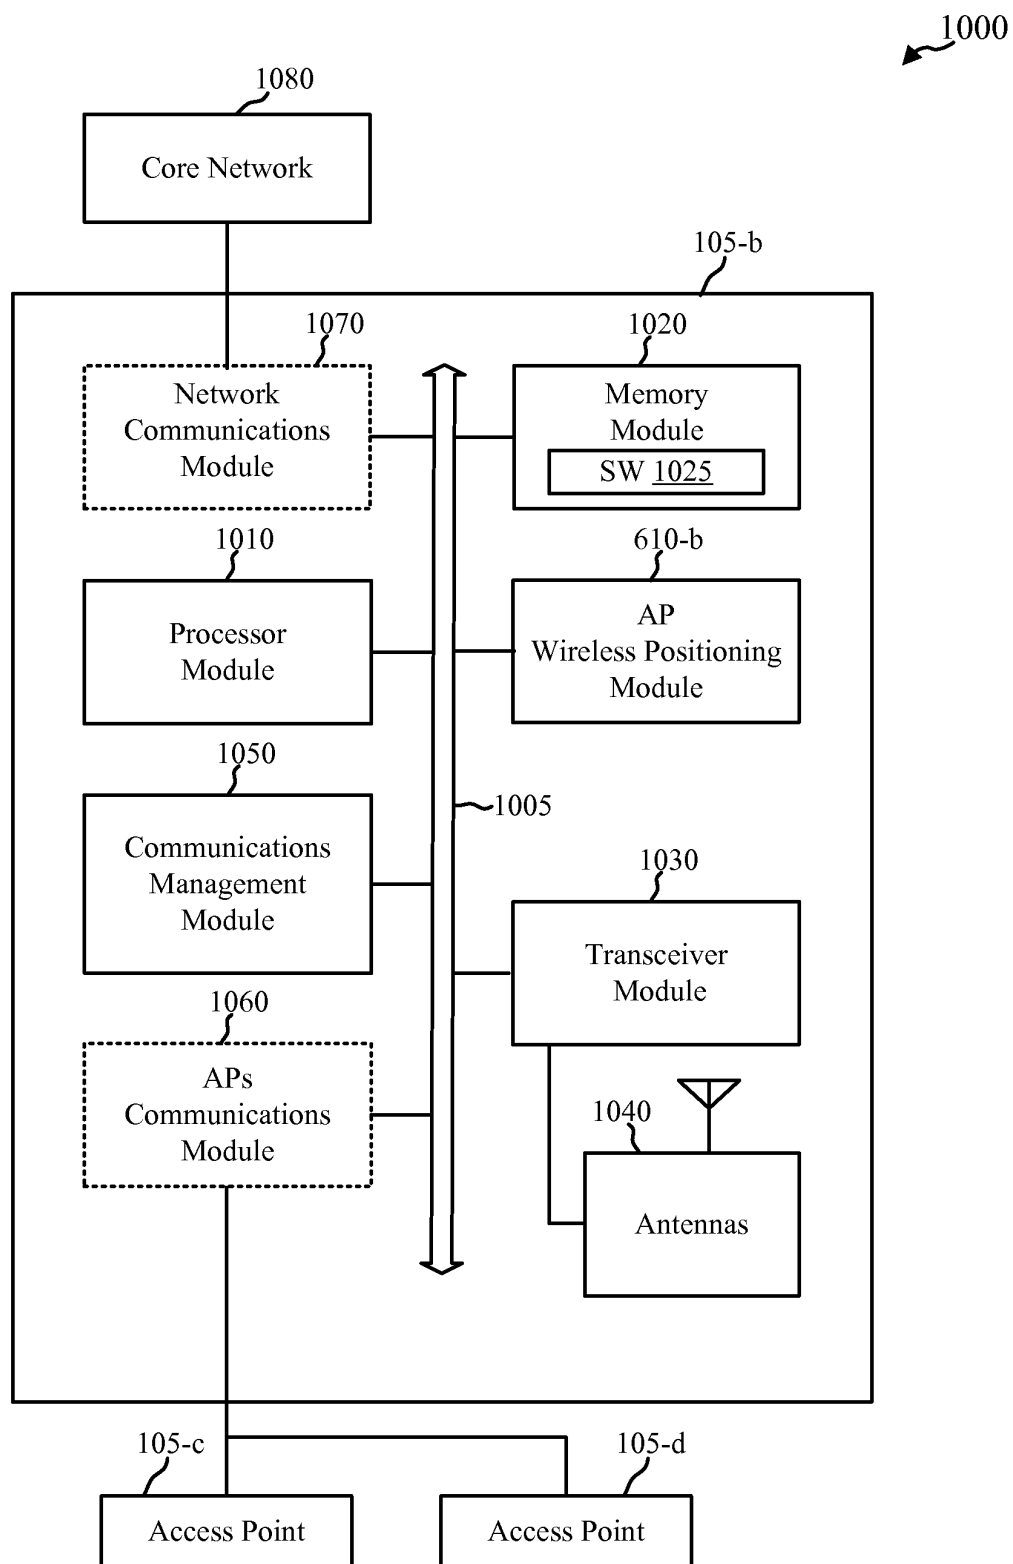 1000
1080
Core Network
105-b
1070
1020
Network
Communications
Module
Memory
Module
SW 1025
1010
610-b
Processor
Module
AP
Wireless Positioning
Module
1050
1005
Communications
Management
Module
1030
Transceiver
Module
1060
APs
Communications
Module
1040
Antennas
105-c
105-d
Access Point
Access Point